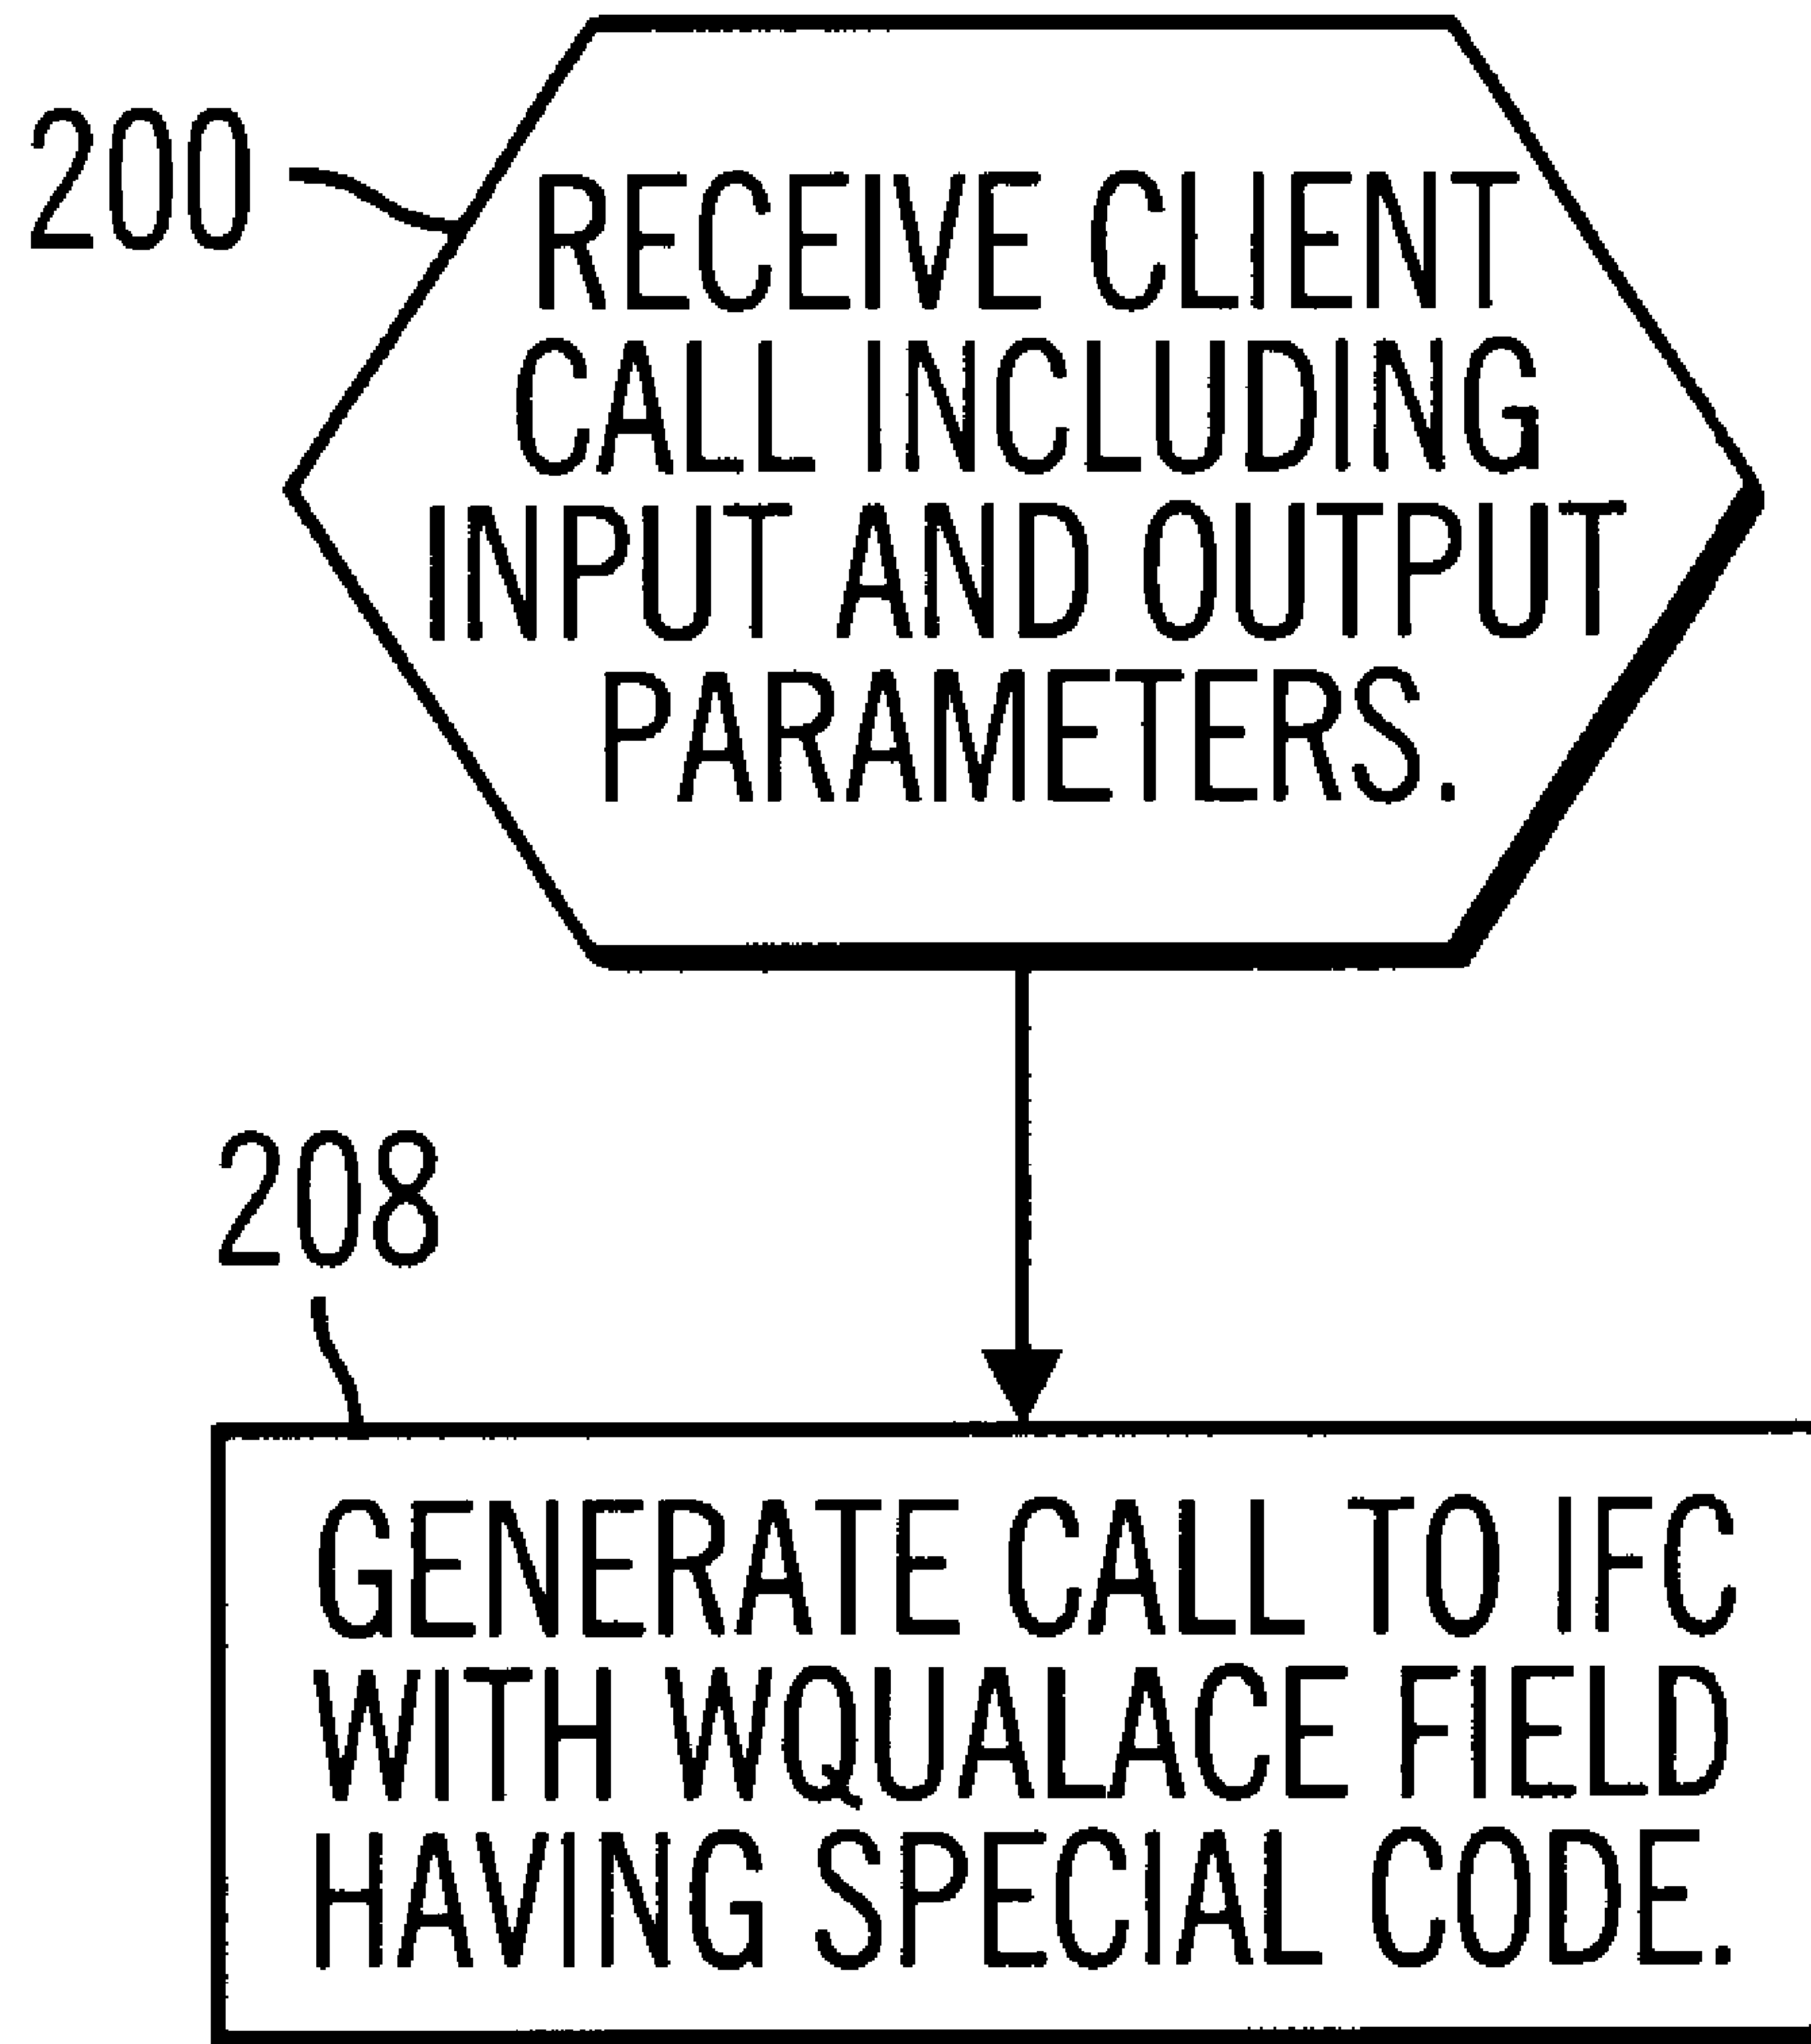 200
RECEIVE CLIENT
CALL INCLUDING
INPUT AND OUTPUT
PARAMETERS.
208
GENERATE CALL TO IFC
WITH WQUALACE FIELD
HAVING SPECIAL CODE.